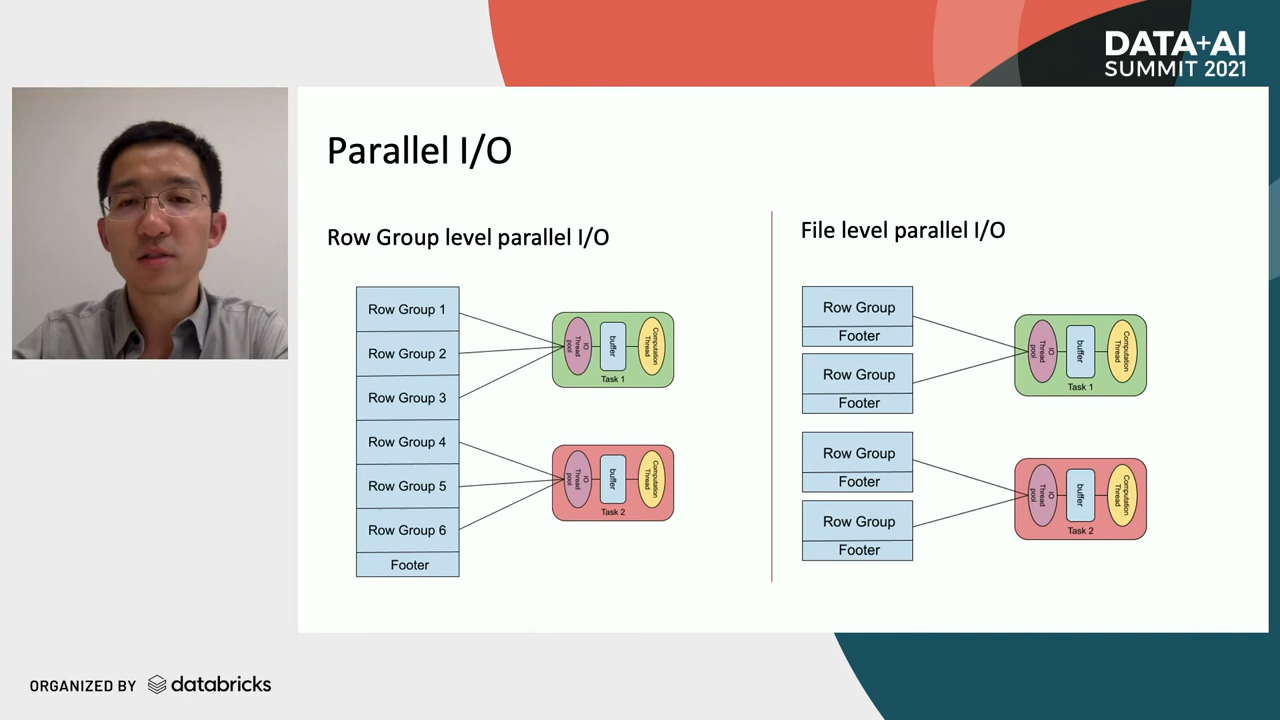 DATA+AI
SUMMIT 2021
Parallel I/O
Row Group level parallel I/O
Row Group 1
Row Group 2
Row Group 3
Row Group 4
Row Group 5
Row Group 6
Footer
IO
Thread
pool
buffer
Computation
Thread
Task 1
IO
Thread
pool
buffer
Computation
Thread
Task 2
File level parallel I/O
Row Group
Footer
Row Group
Footer
Row Group
Footer
Row Group
Footer
IO
Thread
pool
buffer
Computation
Thread
Task 1
IO
Thread
pool
buffer
Computation
Thread
Task 2
ORGANIZED BY databricks